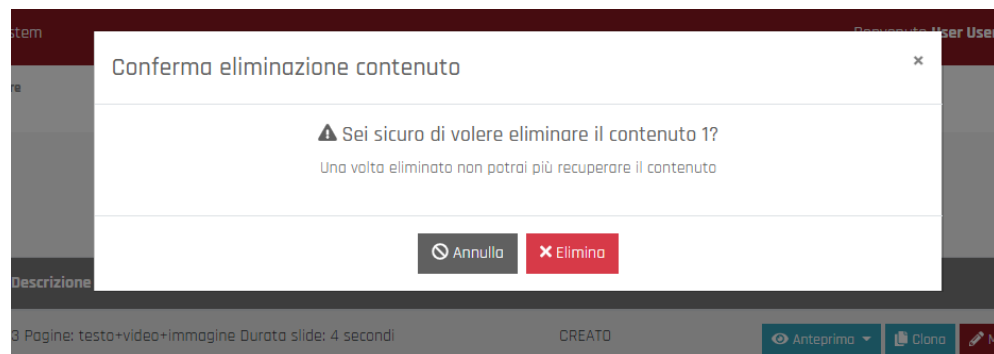 stem
User User
Conferma eliminazione contenuto
×
re
Sei sicuro di volere eliminare il contenuto 1?
Una volta eliminato non potrai più recuperare il contenuto
Annulla
Elimina
Descrizione
3 Pagine: testo+video+immagine Durata slide: 4 secondi CREATO Anteprima Clona M